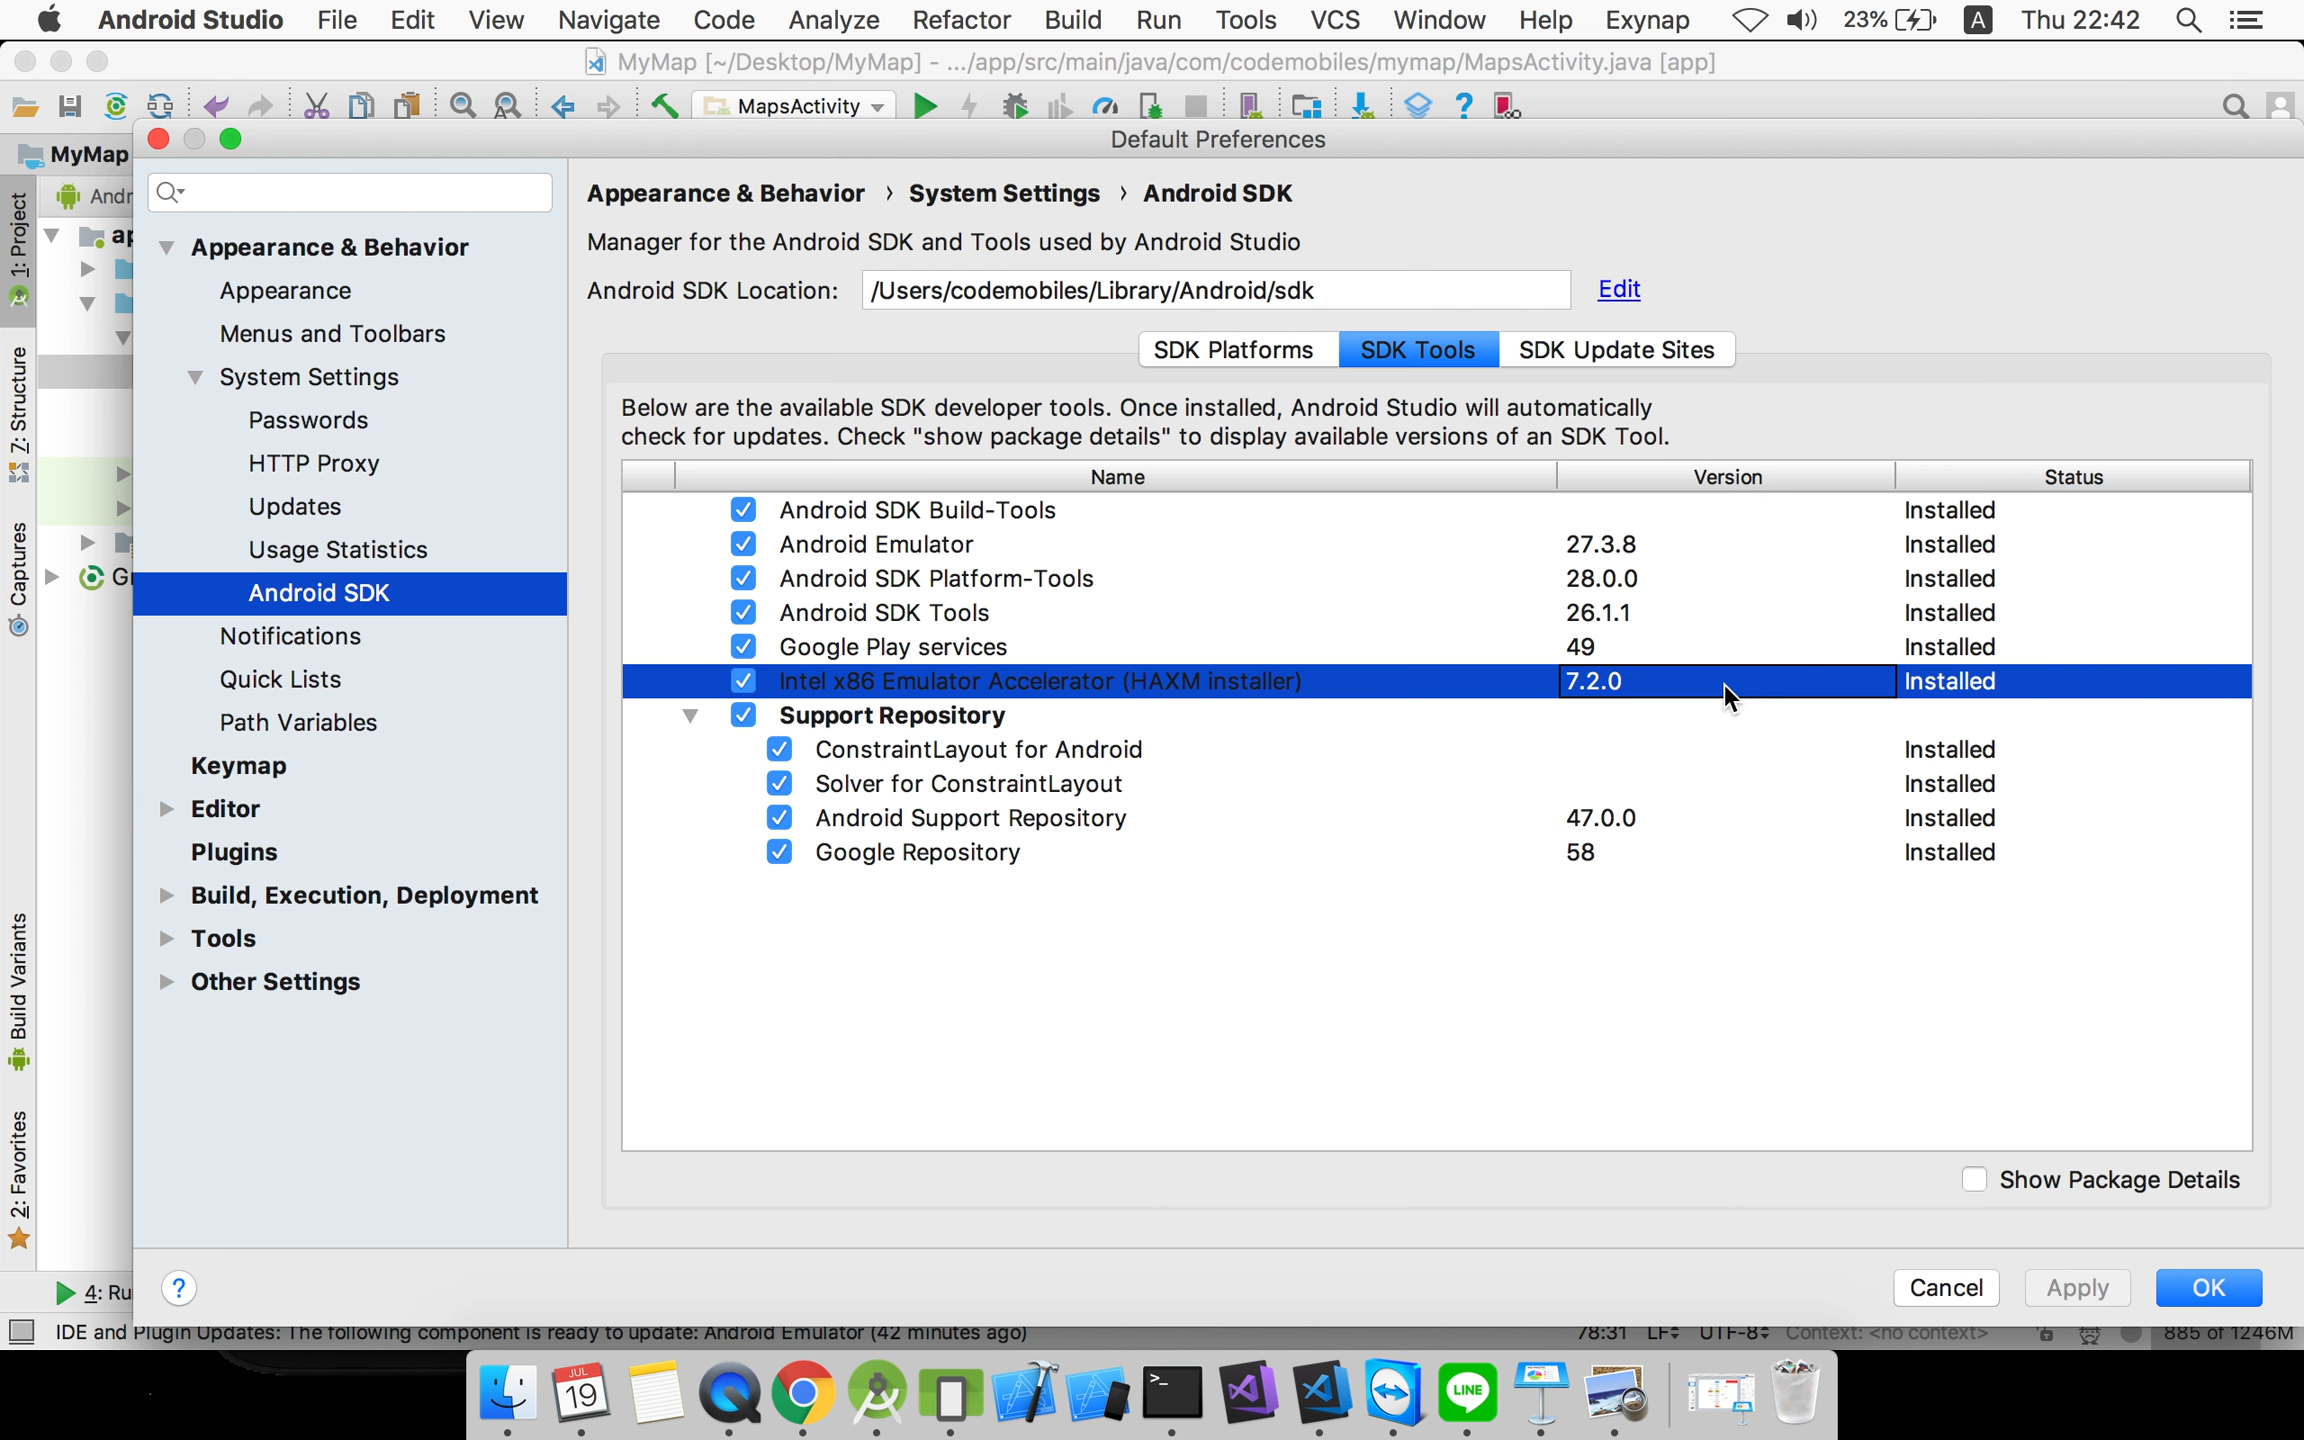 Android Studio File Edit View Navigate Code Analyze Refactor Build Run Tools VCS Window Help Exynap 23% A Thu 22:42
MyMap [~/Desktop/MyMap] - .../app/src/main/java/com/codemobiles/mymap/MapsActivity.java [app]
MapsActivity
Default Preferences
MyMap
Andr
1: Project
7: Structure
Captures
Build Variants
2: Favorites
Appearance & Behavior
Appearance
Menus and Toolbars
System Settings
Passwords
HTTP Proxy
Updates
Usage Statistics
Android SDK
Notifications
Quick Lists
Path Variables
Keymap
Editor
Plugins
Build, Execution, Deployment
Tools
Other Settings
Appearance & Behavior › System Settings › Android SDK
Manager for the Android SDK and Tools used by Android Studio
Android SDK Location: /Users/codemobiles/Library/Android/sdk Edit
SDK Platforms SDK Tools SDK Update Sites
Below are the available SDK developer tools. Once installed, Android Studio will automatically
check for updates. Check "show package details" to display available versions of an SDK Tool.
Name Version Status
Android SDK Build-Tools Installed
Android Emulator 27.3.8 Installed
Android SDK Platform-Tools 28.0.0 Installed
Android SDK Tools 26.1.1 Installed
Google Play services 49 Installed
Intel x86 Emulator Accelerator (HAXM installer) 7.2.0 Installed
Support Repository
ConstraintLayout for Android Installed
Solver for ConstraintLayout Installed
Android Support Repository 47.0.0 Installed
Google Repository 58 Installed
Show Package Details
? Cancel Apply OK
4: Ru
IDE and Plugin Updates: The following component is ready to update: Android Emulator (42 minutes ago) 78:31 LF UTF-8 Context: <no context> 885 of 1246M
JUL
19
LINE